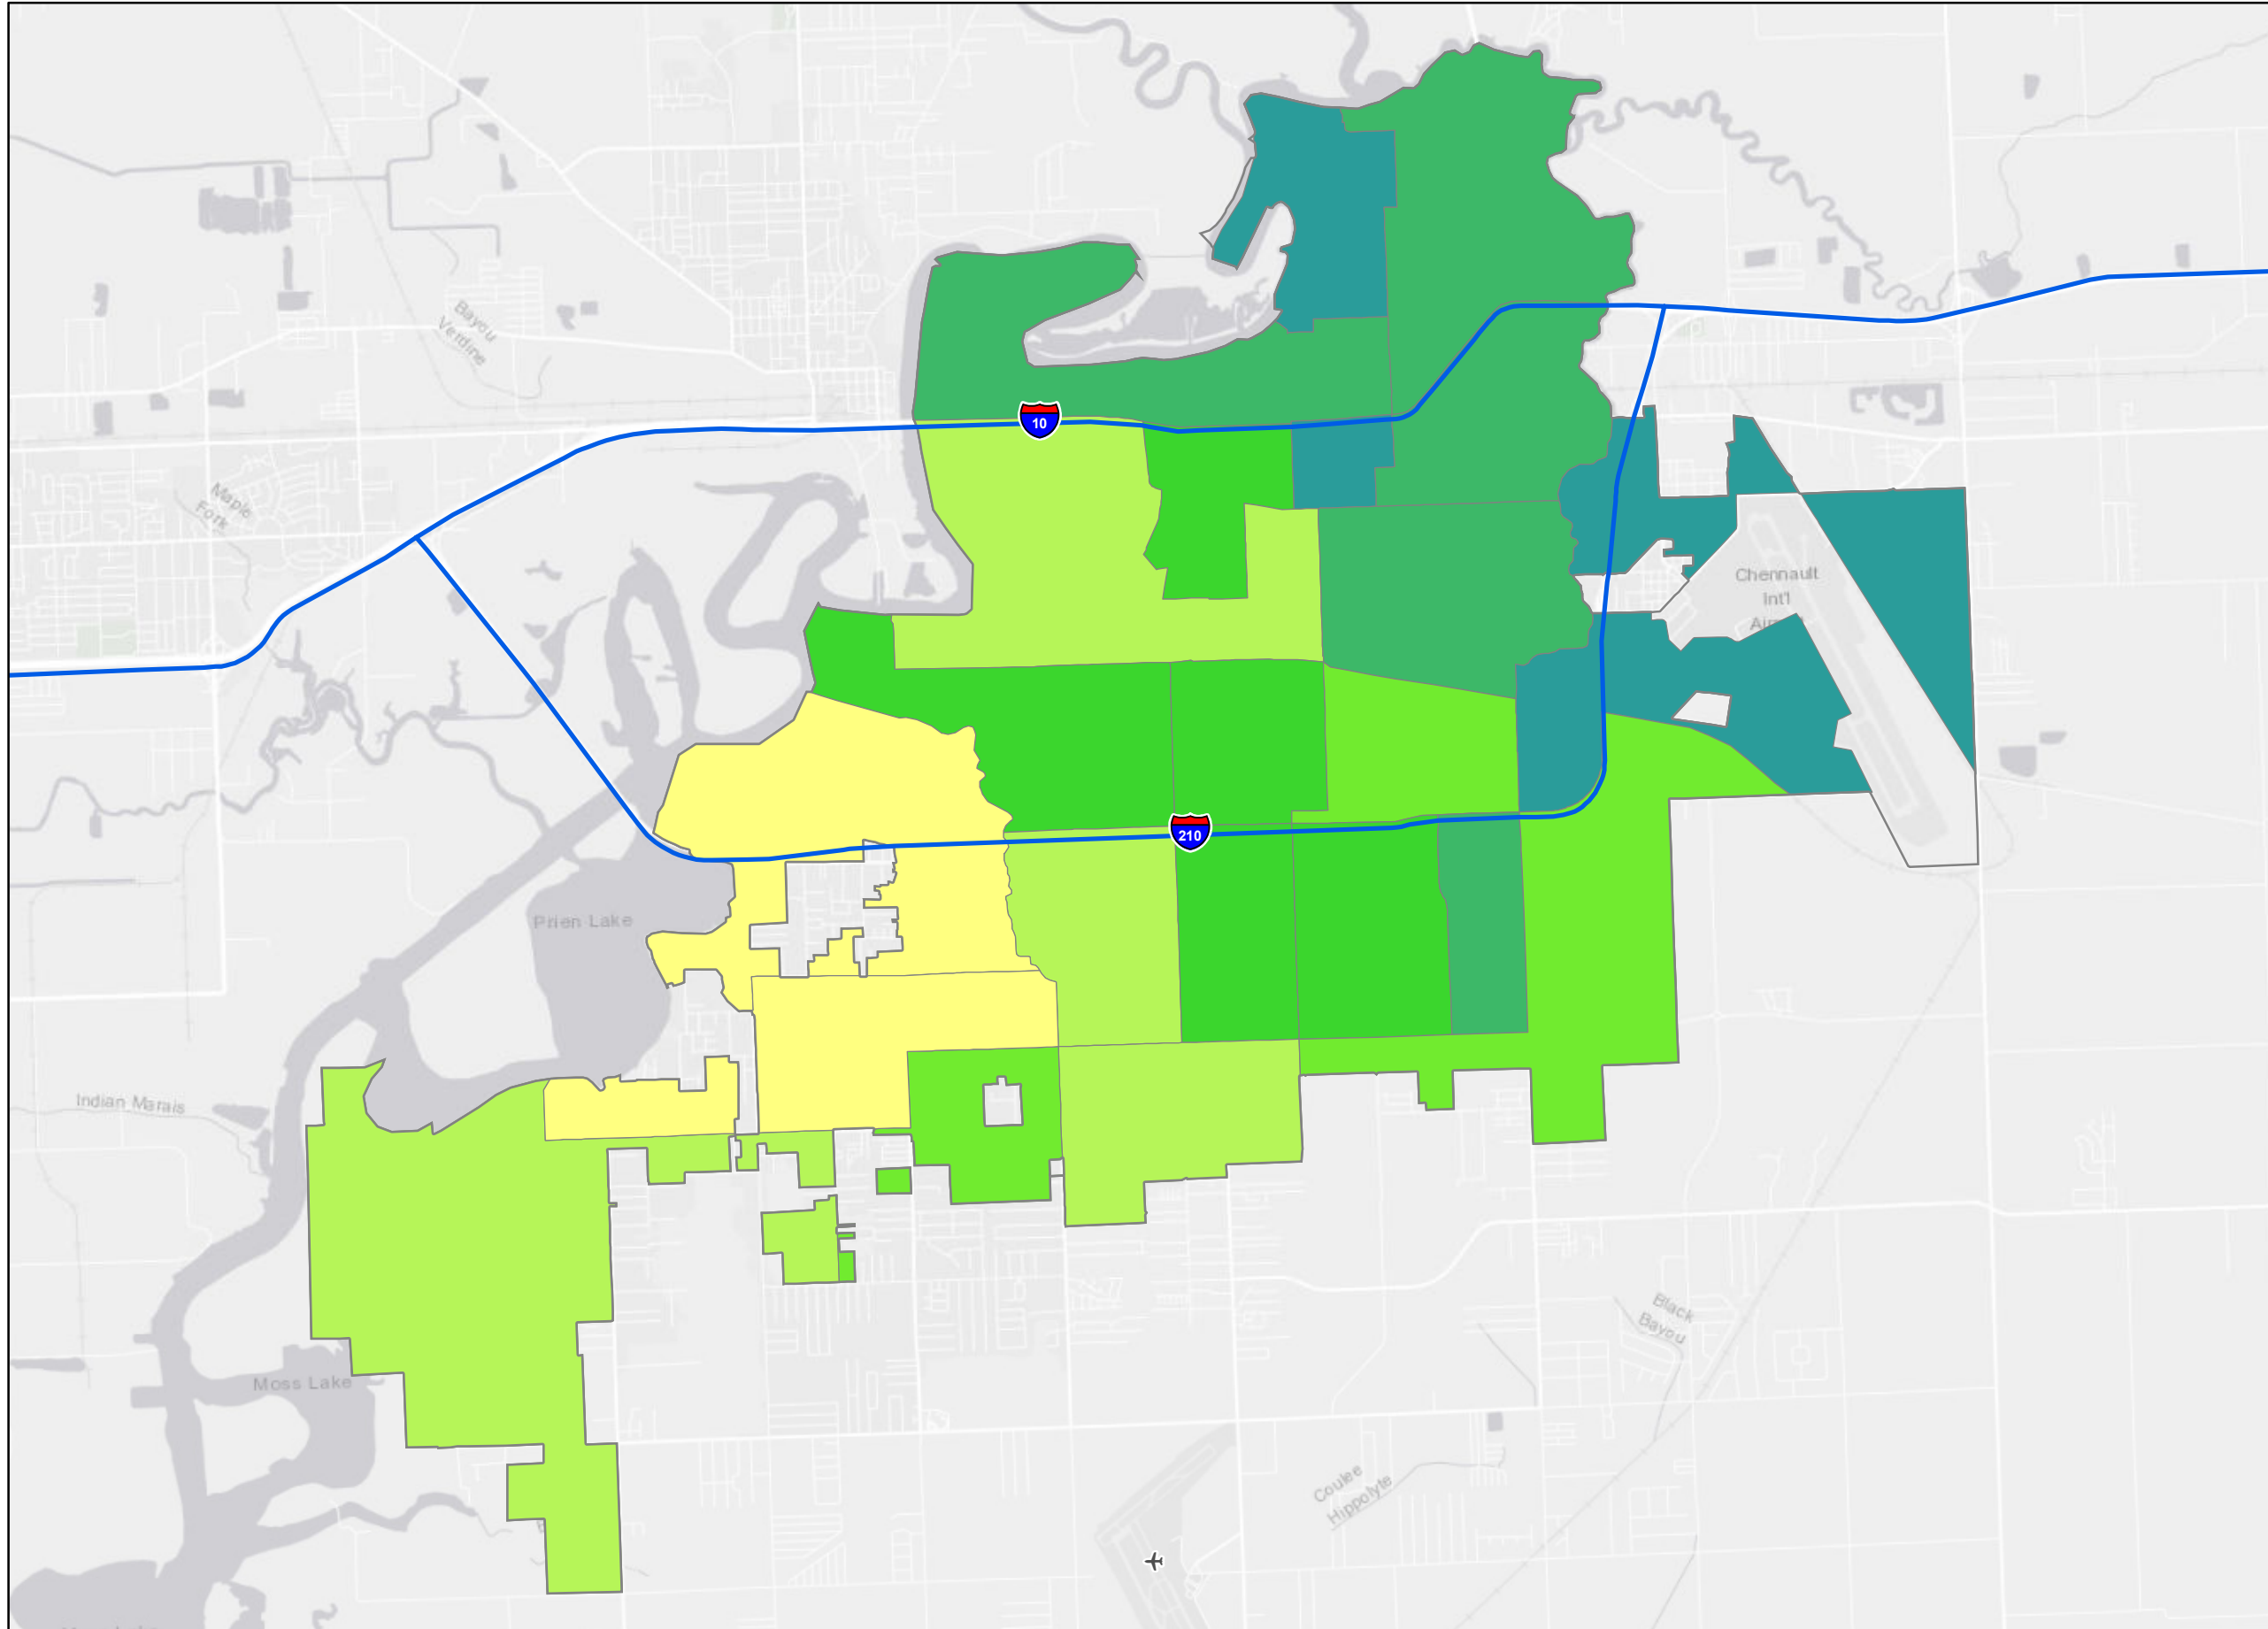 Bayou
Verdine
10
Maple
Fork
Chennault
Int'l
210
Prien Lake
Indian Marais
Black
Bayou
Moss Lake
Coulee
Hippolyte